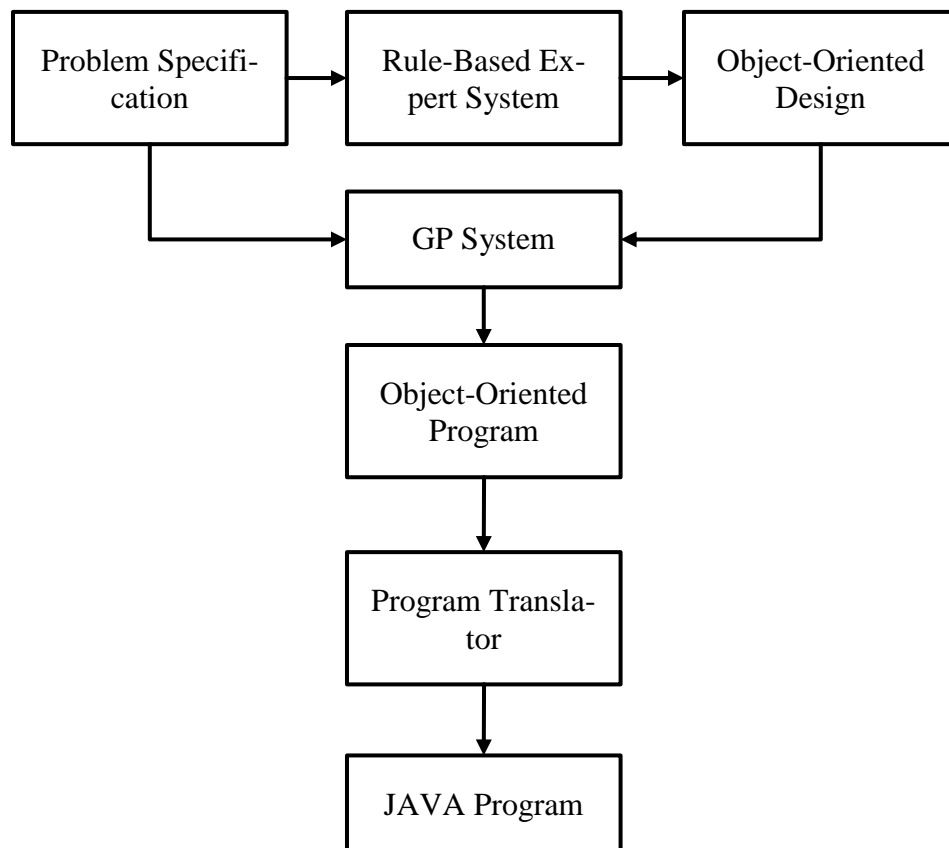 Problem Specifi-
cation
Rule-Based Ex-
pert System
Object-Oriented
Design
GP System
Object-Oriented
Program
Program Transla-
tor
JAVA Program